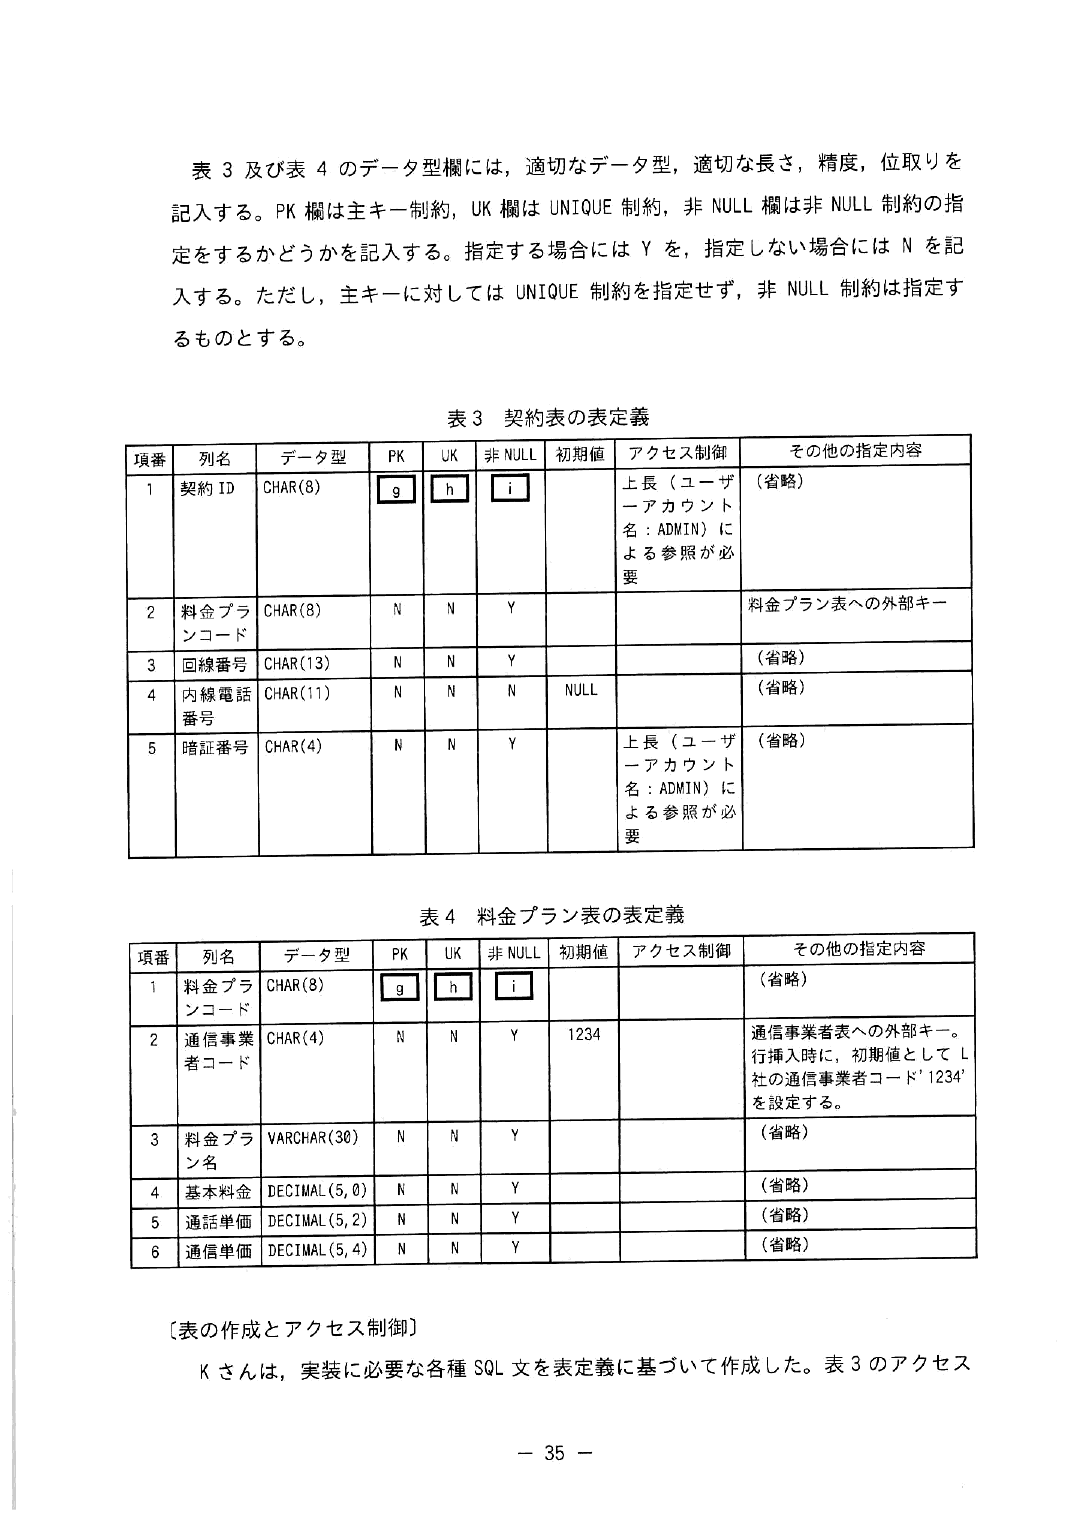 表 3 及び表 4 のデータ型欄には，適切なデータ型，適切な長さ，精度，位取りを
記入する。PK 欄は主キー制約，UK 欄は UNIQUE 制約，非 NULL 欄は非 NULL 制約の指
定をするかどうかを記入する。指定する場合には Y を，指定しない場合には N を記
入する。ただし，主キーに対しては UNIQUE 制約を指定せず，非 NULL 制約は指定す
るものとする。
表 3 契約表の表定義
項番 列名 データ型 PK UK 非 NULL 初期値 アクセス制御 その他の指定内容
1 契約 ID CHAR(8) g h i 上長（ユーザ （省略）
ーアカウント
名：ADMIN）に
よる参照が必
要
2 料金プラ CHAR(8) N N Y 料金プラン表への外部キー
ンコード
3 回線番号 CHAR(13) N N Y （省略）
4 内線電話 CHAR(11) N N N NULL （省略）
番号
5 暗証番号 CHAR(4) N N Y 上長（ユーザ （省略）
ーアカウント
名：ADMIN）に
よる参照が必
要
表 4 料金プラン表の表定義
項番 列名 データ型 PK UK 非 NULL 初期値 アクセス制御 その他の指定内容
1 料金プラ CHAR(8) g h i （省略）
ンコード
2 通信事業 CHAR(4) N N Y 1234 通信事業者表への外部キー。
者コード 行挿入時に，初期値として L
社の通信事業者コード'1234'
を設定する。
3 料金プラ VARCHAR(30) N N Y （省略）
ン名
4 基本料金 DECIMAL(5,0) N N Y （省略）
5 通話単価 DECIMAL(5,2) N N Y （省略）
6 通信単価 DECIMAL(5,4) N N Y （省略）
〔表の作成とアクセス制御〕
K さんは，実装に必要な各種 SQL 文を表定義に基づいて作成した。表 3 のアクセス
— 35 —